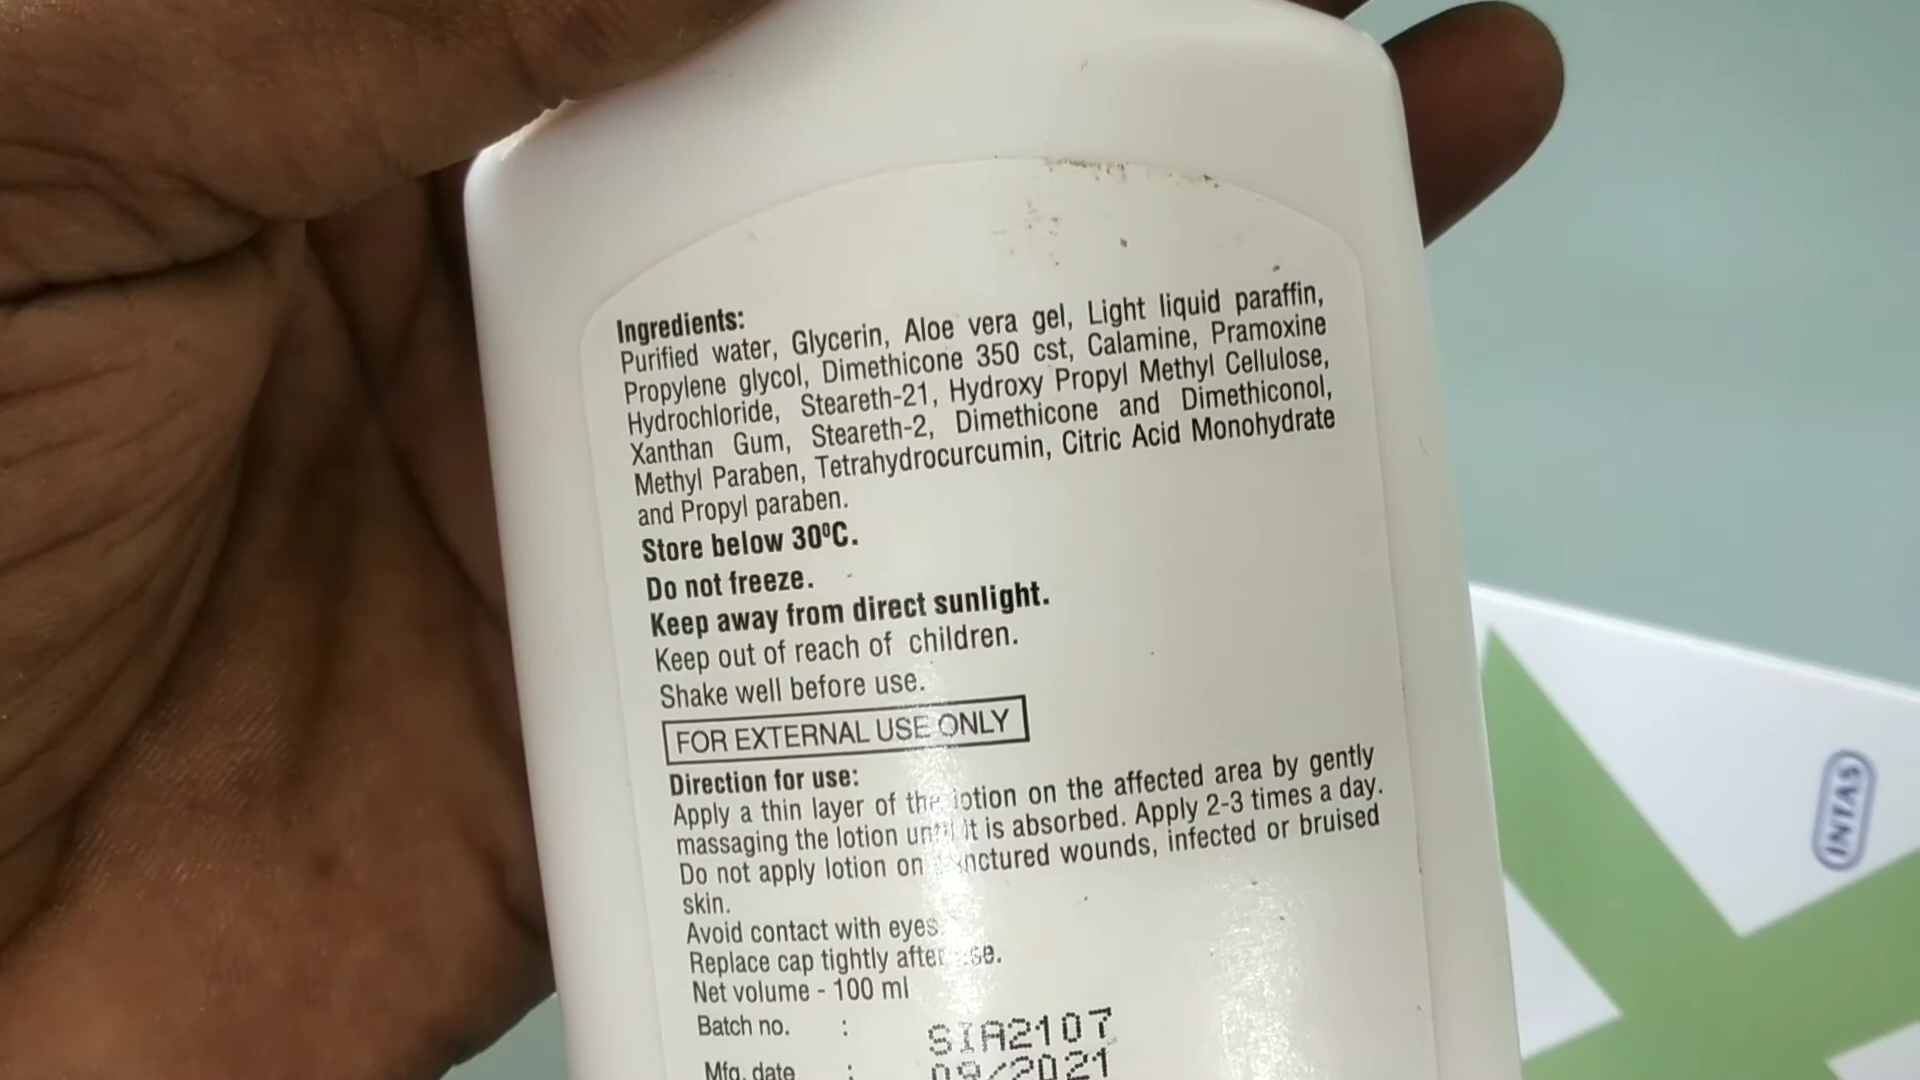 Ingredients:
Purified water, Glycerin, Aloe vera gel, Light liquid paraffin,
Propylene glycol, Dimethicone 350 cst, Calamine, Pramoxine
Hydrochloride, Steareth-21, Hydroxy Propyl Methyl Cellulose,
Xanthan Gum, Steareth-2, Dimethicone and Dimethiconol,
Methyl Paraben, Tetrahydrocurcumin, Citric Acid Monohydrate
and Propyl paraben.
Store below 30ºC.
Do not freeze.
Keep away from direct sunlight.
Keep out of reach of children.
Shake well before use.
FOR EXTERNAL USE ONLY
Direction for use:
Apply a thin layer of the lotion on the affected area by gently
massaging the lotion until it is absorbed. Apply 2-3 times a day.
Do not apply lotion on wounds, infected or bruised
skin.
Avoid contact with eyes.
Replace cap tightly after use.
Net volume - 100 ml
Batch no. : SIA2107
Mfg. date : 09/2021
INTAS